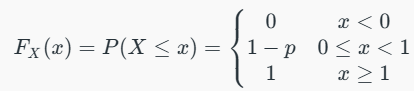 F_X(x) = P(X ≤ x) = { 0 x < 0
1 − p 0 ≤ x < 1
1 x ≥ 1